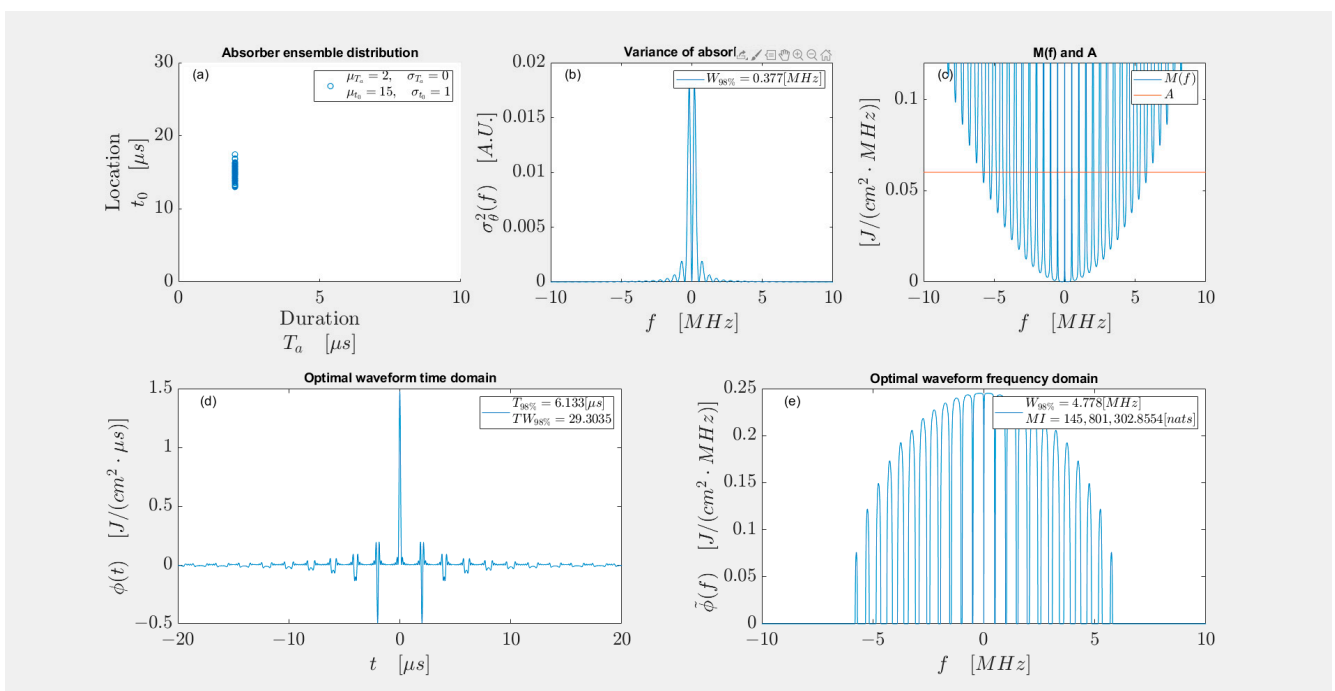 Absorber ensemble distribution
(a)
μ_{T_a} = 2, σ_{T_a} = 0
μ_{t_0} = 15, σ_{t_0} = 1
30
20
10
0
Location
t_0 [μs]
0
5
10
Duration
T_a [μs]
Variance of absor
(b)
W_{98%} = 0.377[MHz]
0.02
0.015
0.01
0.005
0
σ_θ^2(f) [A.U.]
−10
−5
0
5
10
f [MHz]
M(f) and A
(c)
M(f)
A
0.1
0.05
0
[J/(cm^2 · MHz)]
−10
−5
0
5
10
f [MHz]
Optimal waveform time domain
(d)
T_{98%} = 6.133[μs]
TW_{98%} = 29.3035
1.5
1
0.5
0
-0.5
ϕ(t) [J/(cm^2 · μs)]
−20
−10
0
10
20
t [μs]
Optimal waveform frequency domain
(e)
W_{98%} = 4.778[MHz]
MI = 145,801,302.8554[nats]
0.25
0.2
0.15
0.1
0.05
0
ϕ̃(f) [J/(cm^2 · MHz)]
−10
−5
0
5
10
f [MHz]